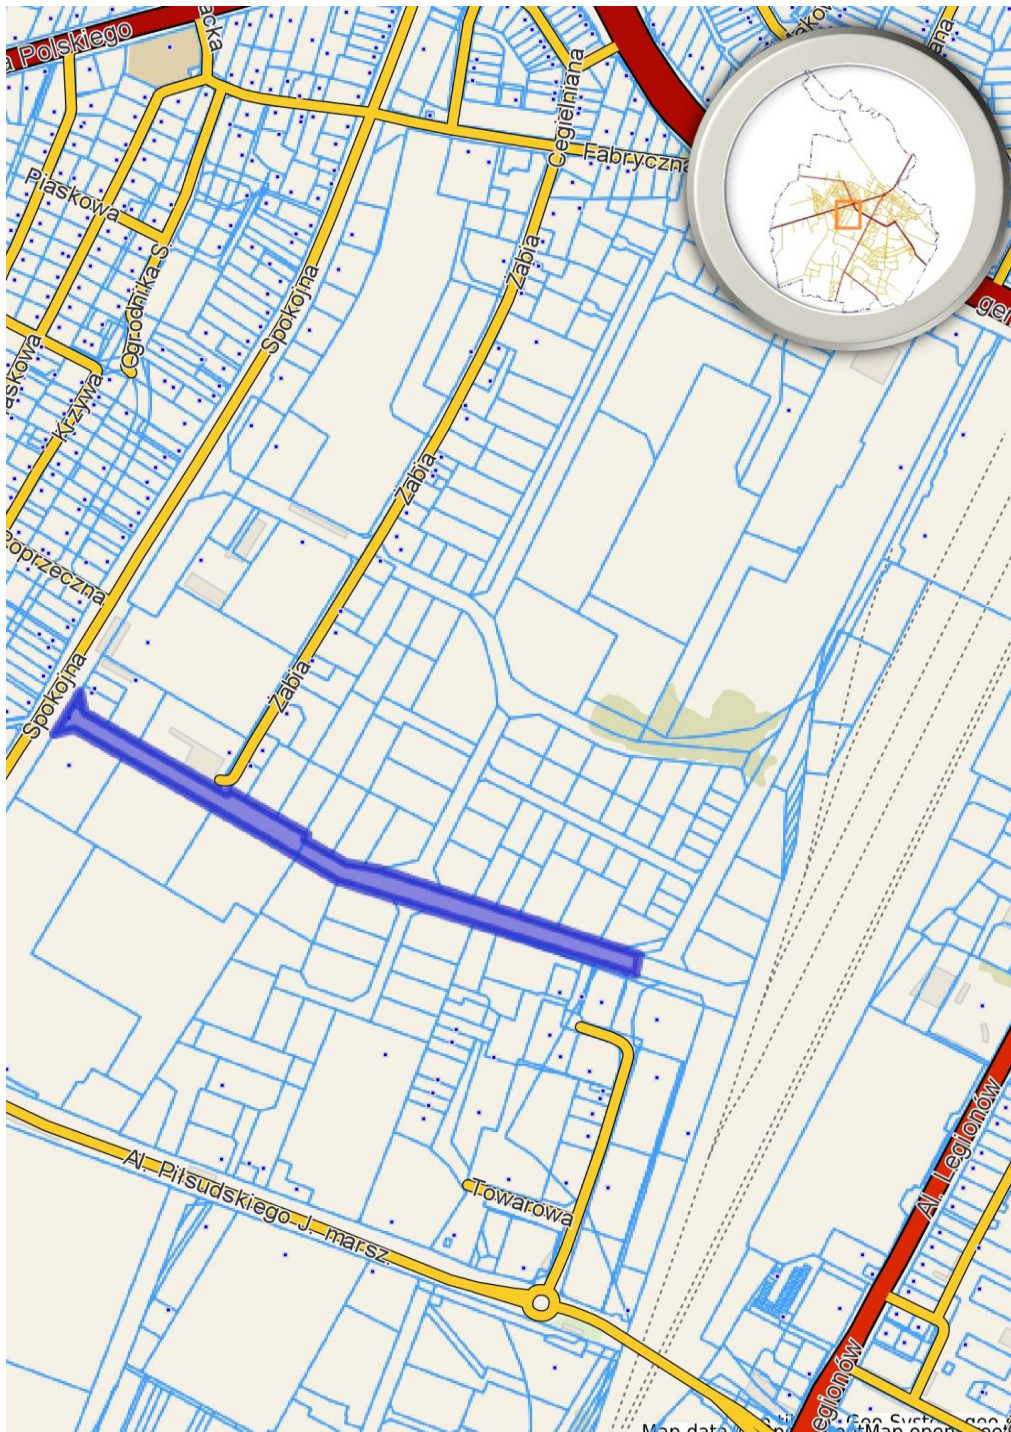 a Polskiego
acka
Cegielniana
Fabryczna
Piaskowa
Ogrodnika S.
Spokojna
Żabia
askowa
Krzywa
Żabia
oprzeczna
Spokojna
Żabia
Al. Legionów
Al. Piłsudskiego J. marsz.
Towarowa
egionów